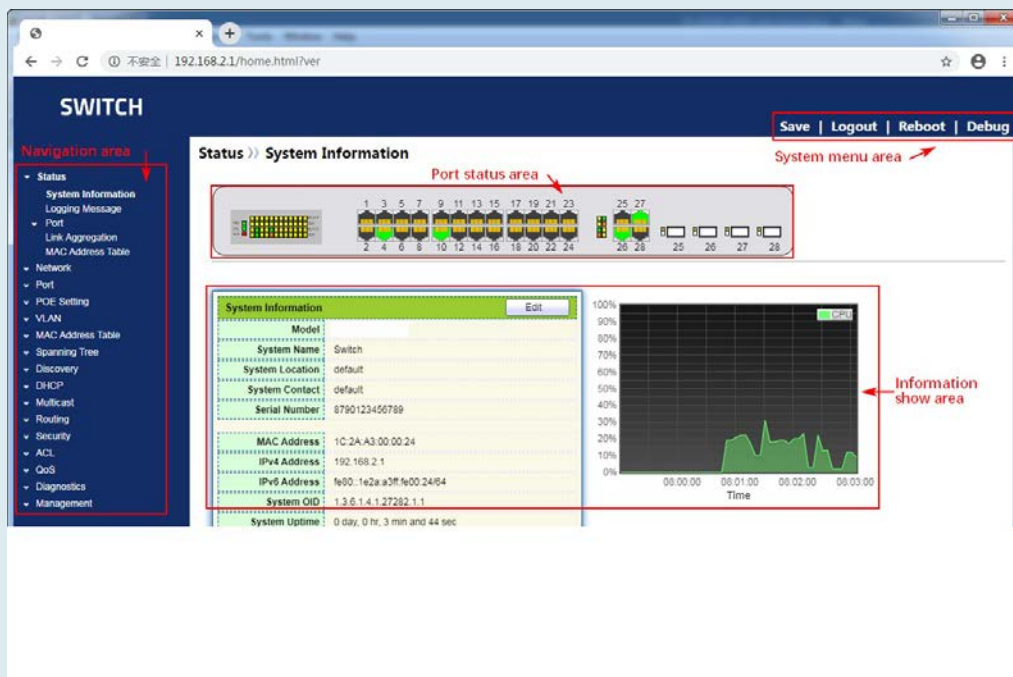 Tools Window Help
不安全 | 192.168.2.1/home.html?ver
SWITCH
Save | Logout | Reboot | Debug
Navigation area
System menu area
Status
System Information
Logging Message
Port
Link Aggregation
MAC Address Table
Network
Port
POE Setting
VLAN
MAC Address Table
Spanning Tree
Discovery
DHCP
Multicast
Routing
Security
ACL
QoS
Diagnostics
Management
Status 》 System Information
Port status area
1 3 5 7 9 11 13 15 17 19 21 23 25 27
2 4 6 8 10 12 14 16 18 20 22 24 26 28 25 26 27 28
System Information Edit
Model
System Name Switch
System Location default
System Contact default
Serial Number 8790123456789
MAC Address 1C:2A:A3:00:00:24
IPv4 Address 192.168.2.1
IPv6 Address fe80::1e2a:a3ff:fe00:24/64
System OID 1.3.6.1.4.1.27282.1.1
System Uptime 0 day, 0 hr, 3 min and 44 sec
CPU
100%
90%
80%
70%
60%
50%
40%
30%
20%
10%
0%
08:00:00 08:01:00 08:02:00 08:03:00
Time
Information
show area